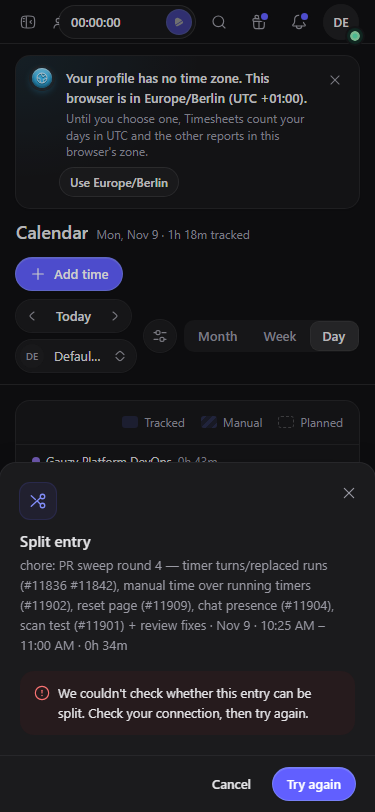 00:00:00
DE
Your profile has no time zone. This
browser is in Europe/Berlin (UTC +01:00).
Until you choose one, Timesheets count your
days in UTC and the other reports in this
browser's zone.
Use Europe/Berlin
Calendar Mon, Nov 9 · 1h 18m tracked
Add time
Today
Month Week Day
DE Defaul...
Tracked Manual Planned
Gauzy Platform DevOps 0h 43m
Split entry
chore: PR sweep round 4 — timer turns/replaced runs
(#11836 #11842), manual time over running timers
(#11902), reset page (#11909), chat presence (#11904),
scan test (#11901) + review fixes · Nov 9 · 10:25 AM –
11:00 AM · 0h 34m
We couldn't check whether this entry can be
split. Check your connection, then try again.
Cancel Try again